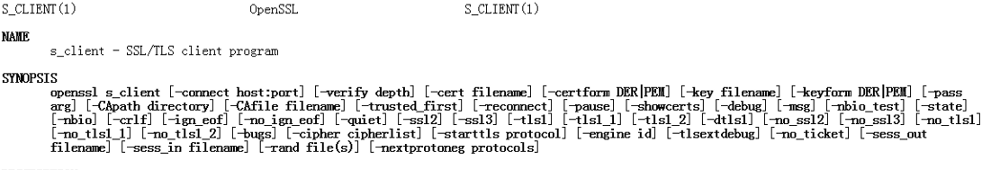 S_CLIENT(1) OpenSSL S_CLIENT(1)
NAME
s_client - SSL/TLS client program
SYNOPSIS
openssl s_client [-connect host:port] [-verify depth] [-cert filename] [-certform DER|PEM] [-key filename] [-keyform DER|PEM] [-pass
arg] [-CApath directory] [-CAfile filename] [-trusted_first] [-reconnect] [-pause] [-showcerts] [-debug] [-msg] [-nbio_test] [-state]
[-nbio] [-crlf] [-ign_eof] [-no_ign_eof] [-quiet] [-ssl2] [-ssl3] [-tls1] [-tls1_1] [-tls1_2] [-dtls1] [-no_ssl2] [-no_ssl3] [-no_tls1]
[-no_tls1_1] [-no_tls1_2] [-bugs] [-cipher cipherlist] [-starttls protocol] [-engine id] [-tlsextdebug] [-no_ticket] [-sess_out
filename] [-sess_in filename] [-rand file(s)] [-nextprotoneg protocols]